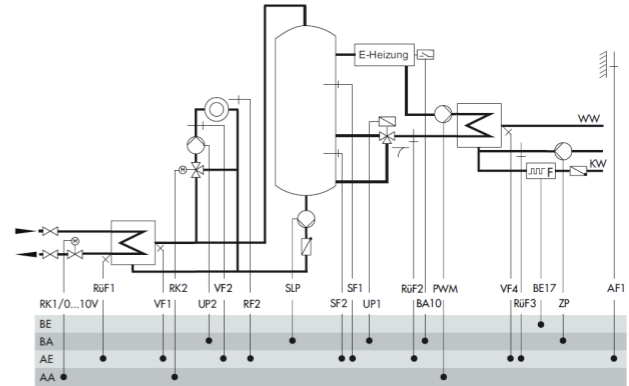 E-Heizung
WW
F
KW
RüF1 RK2 VF2 SLP SF1 RüF2 PWM VF4 BE17 AF1
RK1/0...10V VF1 UP2 RF2 SF2 UP1 BA10 RüF3 ZP
BE
BA
AE
AA